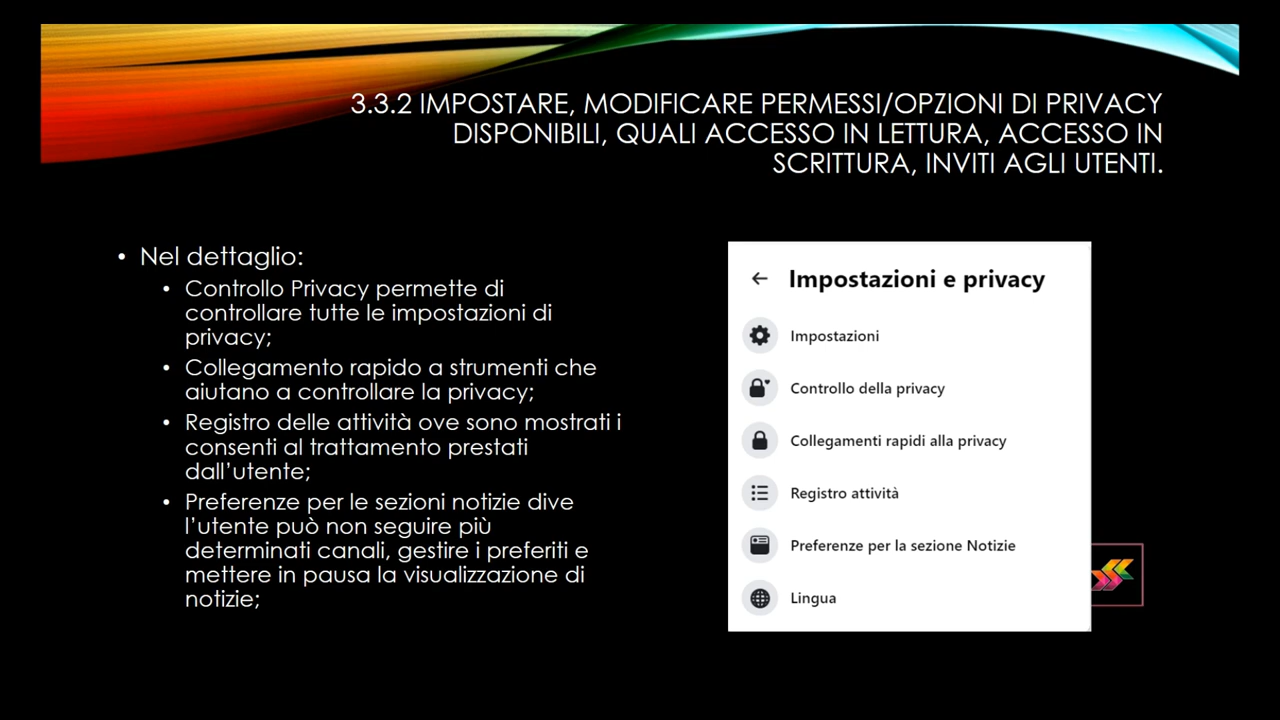 3.3.2 IMPOSTARE, MODIFICARE PERMESSI/OPZIONI DI PRIVACY
DISPONIBILI, QUALI ACCESSO IN LETTURA, ACCESSO IN
SCRITTURA, INVITI AGLI UTENTI.
• Nel dettaglio:
• Controllo Privacy permette di
controllare tutte le impostazioni di
privacy;
• Collegamento rapido a strumenti che
aiutano a controllare la privacy;
• Registro delle attività ove sono mostrati i
consenti al trattamento prestati
dall'utente;
• Preferenze per le sezioni notizie dive
l'utente può non seguire più
determinati canali, gestire i preferiti e
mettere in pausa la visualizzazione di
notizie;
Impostazioni e privacy
Impostazioni
Controllo della privacy
Collegamenti rapidi alla privacy
Registro attività
Preferenze per la sezione Notizie
Lingua